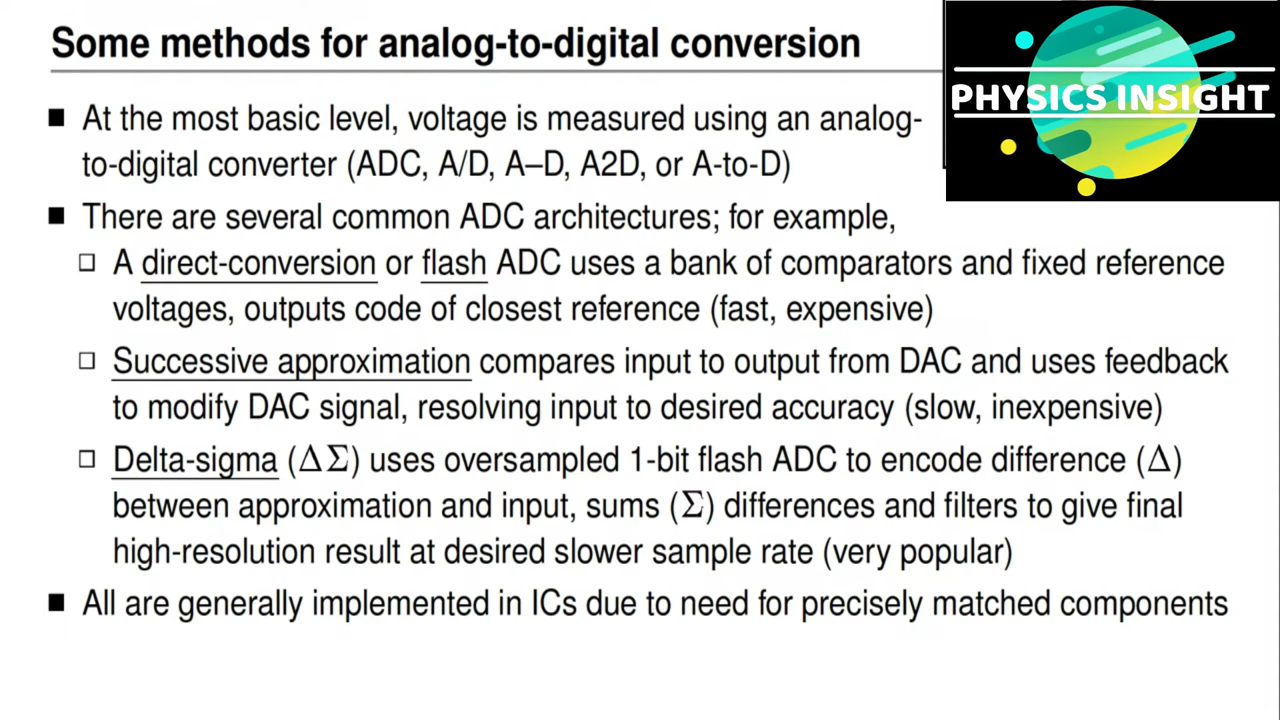 Some methods for analog-to-digital conversion
PHYSICS INSIGHT
■ At the most basic level, voltage is measured using an analog-
to-digital converter (ADC, A/D, A–D, A2D, or A-to-D)
■ There are several common ADC architectures; for example,
□ A direct-conversion or flash ADC uses a bank of comparators and fixed reference
voltages, outputs code of closest reference (fast, expensive)
□ Successive approximation compares input to output from DAC and uses feedback
to modify DAC signal, resolving input to desired accuracy (slow, inexpensive)
□ Delta-sigma (ΔΣ) uses oversampled 1-bit flash ADC to encode difference (Δ)
between approximation and input, sums (Σ) differences and filters to give final
high-resolution result at desired slower sample rate (very popular)
■ All are generally implemented in ICs due to need for precisely matched components